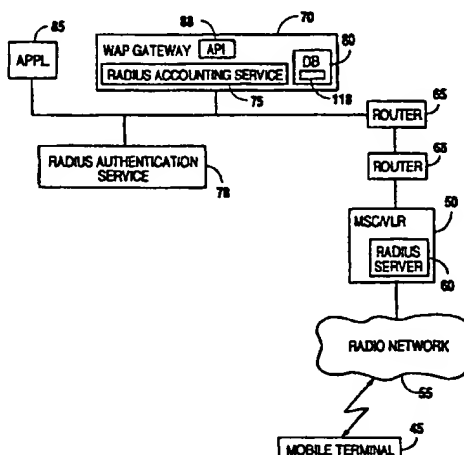 85
APPL
70
WAP GATEWAY
88
API
80
DB
118
RADIUS ACCOUNTING SERVICE
75
65
ROUTER
RADIUS AUTHENTICATION
SERVICE
78
68
ROUTER
50
MSC/VLR
RADIUS
SERVER
60
RADIO NETWORK
55
45
MOBILE TERMINAL